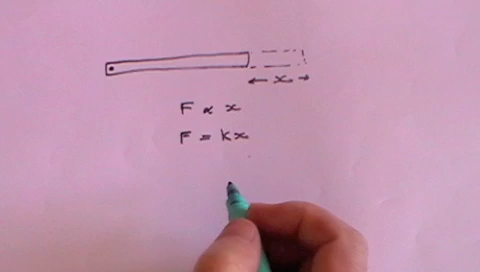 x
F ∝ x
F = kx